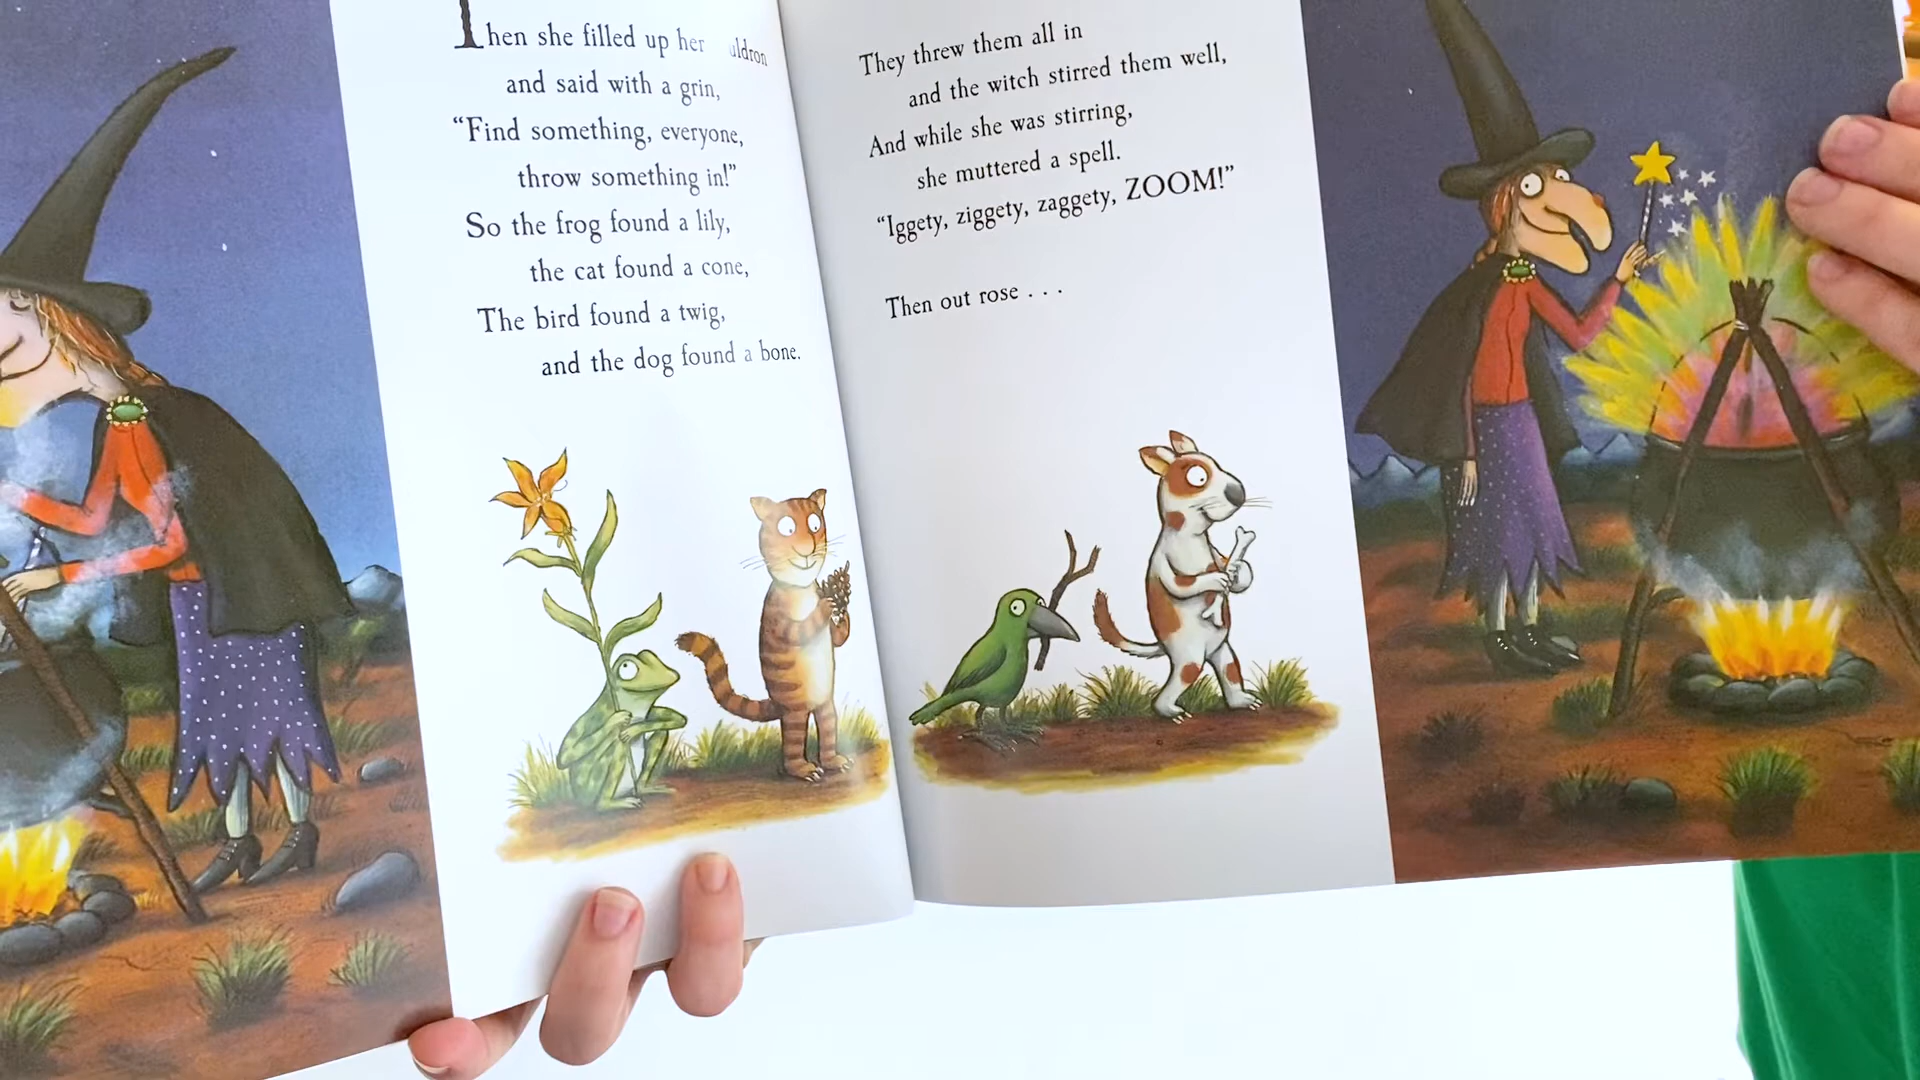 Then she filled up her uldron
and said with a grin,
“Find something, everyone,
throw something in!”
So the frog found a lily,
the cat found a cone,
The bird found a twig,
and the dog found a bone.
They threw them all in
and the witch stirred them well,
And while she was stirring,
she muttered a spell.
“Iggety, ziggety, zaggety, ZOOM!”
Then out rose . . .